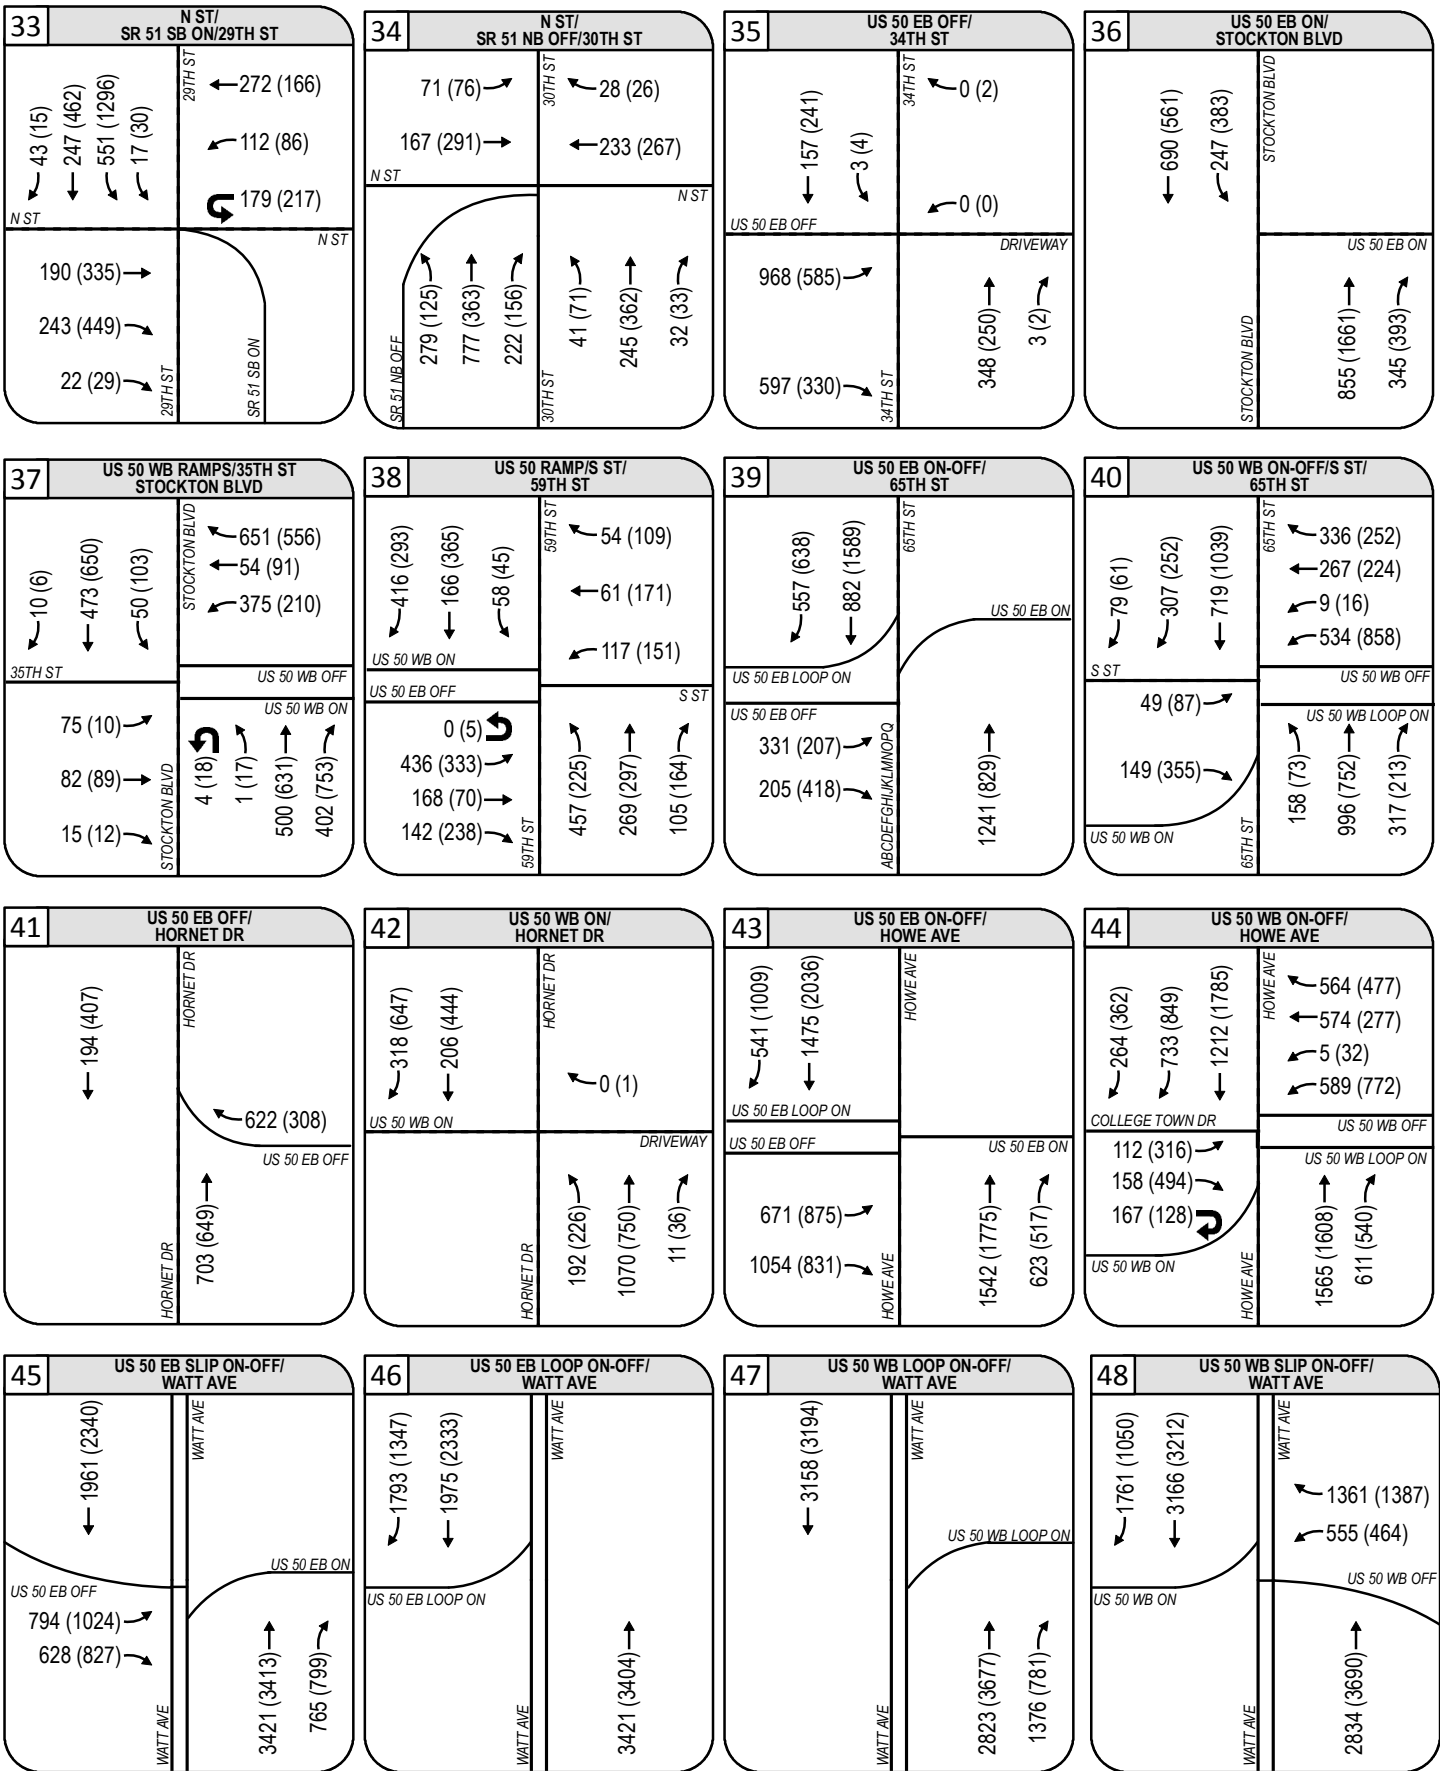 33
N ST/
SR 51 SB ON/29TH ST
43 (15)
247 (462)
551 (1296)
17 (30)
29TH ST
272 (166)
112 (86)
179 (217)
N ST
N ST
190 (335)
243 (449)
22 (29)
29TH ST
SR 51 SB ON
34
N ST/
SR 51 NB OFF/30TH ST
71 (76)
167 (291)
30TH ST
28 (26)
233 (267)
N ST
N ST
SR 51 NB OFF
279 (125)
777 (363)
222 (156)
30TH ST
41 (71)
245 (362)
32 (33)
35
US 50 EB OFF/
34TH ST
157 (241)
3 (4)
34TH ST
0 (2)
0 (0)
US 50 EB OFF
DRIVEWAY
968 (585)
597 (330)
34TH ST
348 (250)
3 (2)
36
US 50 EB ON/
STOCKTON BLVD
690 (561)
247 (383)
STOCKTON BLVD
US 50 EB ON
STOCKTON BLVD
855 (1661)
345 (393)
37
US 50 WB RAMPS/35TH ST
STOCKTON BLVD
10 (6)
473 (650)
50 (103)
STOCKTON BLVD
651 (556)
54 (91)
375 (210)
35TH ST
US 50 WB OFF
US 50 WB ON
75 (10)
82 (89)
15 (12)
STOCKTON BLVD
4 (18)
1 (17)
500 (631)
402 (753)
38
US 50 RAMP/S ST/
59TH ST
416 (293)
166 (365)
58 (45)
59TH ST
54 (109)
61 (171)
117 (151)
US 50 WB ON
US 50 EB OFF
S ST
0 (5)
436 (333)
168 (70)
142 (238)
59TH ST
457 (225)
269 (297)
105 (164)
39
US 50 EB ON-OFF/
65TH ST
557 (638)
882 (1589)
65TH ST
US 50 EB ON
US 50 EB LOOP ON
US 50 EB OFF
331 (207)
205 (418)
ABCDEFGHIJKLMNOPQ
1241 (829)
40
US 50 WB ON-OFF/S ST/
65TH ST
79 (61)
307 (252)
719 (1039)
65TH ST
336 (252)
267 (224)
9 (16)
534 (858)
S ST
US 50 WB OFF
US 50 WB LOOP ON
49 (87)
149 (355)
US 50 WB ON
65TH ST
158 (73)
996 (752)
317 (213)
41
US 50 EB OFF/
HORNET DR
194 (407)
HORNET DR
622 (308)
US 50 EB OFF
HORNET DR
703 (649)
42
US 50 WB ON/
HORNET DR
318 (647)
206 (444)
HORNET DR
0 (1)
US 50 WB ON
DRIVEWAY
HORNET DR
192 (226)
1070 (750)
11 (36)
43
US 50 EB ON-OFF/
HOWE AVE
541 (1009)
1475 (2036)
HOWE AVE
US 50 EB LOOP ON
US 50 EB OFF
US 50 EB ON
671 (875)
1054 (831)
HOWE AVE
1542 (1775)
623 (517)
44
US 50 WB ON-OFF/
HOWE AVE
264 (362)
733 (849)
1212 (1785)
HOWE AVE
564 (477)
574 (277)
5 (32)
589 (772)
COLLEGE TOWN DR
US 50 WB OFF
US 50 WB LOOP ON
112 (316)
158 (494)
167 (128)
US 50 WB ON
HOWE AVE
1565 (1608)
611 (540)
45
US 50 EB SLIP ON-OFF/
WATT AVE
1961 (2340)
WATT AVE
US 50 EB ON
US 50 EB OFF
794 (1024)
628 (827)
WATT AVE
3421 (3413)
765 (799)
46
US 50 EB LOOP ON-OFF/
WATT AVE
1793 (1347)
1975 (2333)
WATT AVE
US 50 EB LOOP ON
WATT AVE
3421 (3404)
47
US 50 WB LOOP ON-OFF/
WATT AVE
3158 (3194)
WATT AVE
US 50 WB LOOP ON
WATT AVE
2823 (3677)
1376 (781)
48
US 50 WB SLIP ON-OFF/
WATT AVE
1761 (1050)
3166 (3212)
WATT AVE
1361 (1387)
555 (464)
US 50 WB OFF
US 50 WB ON
WATT AVE
2834 (3690)